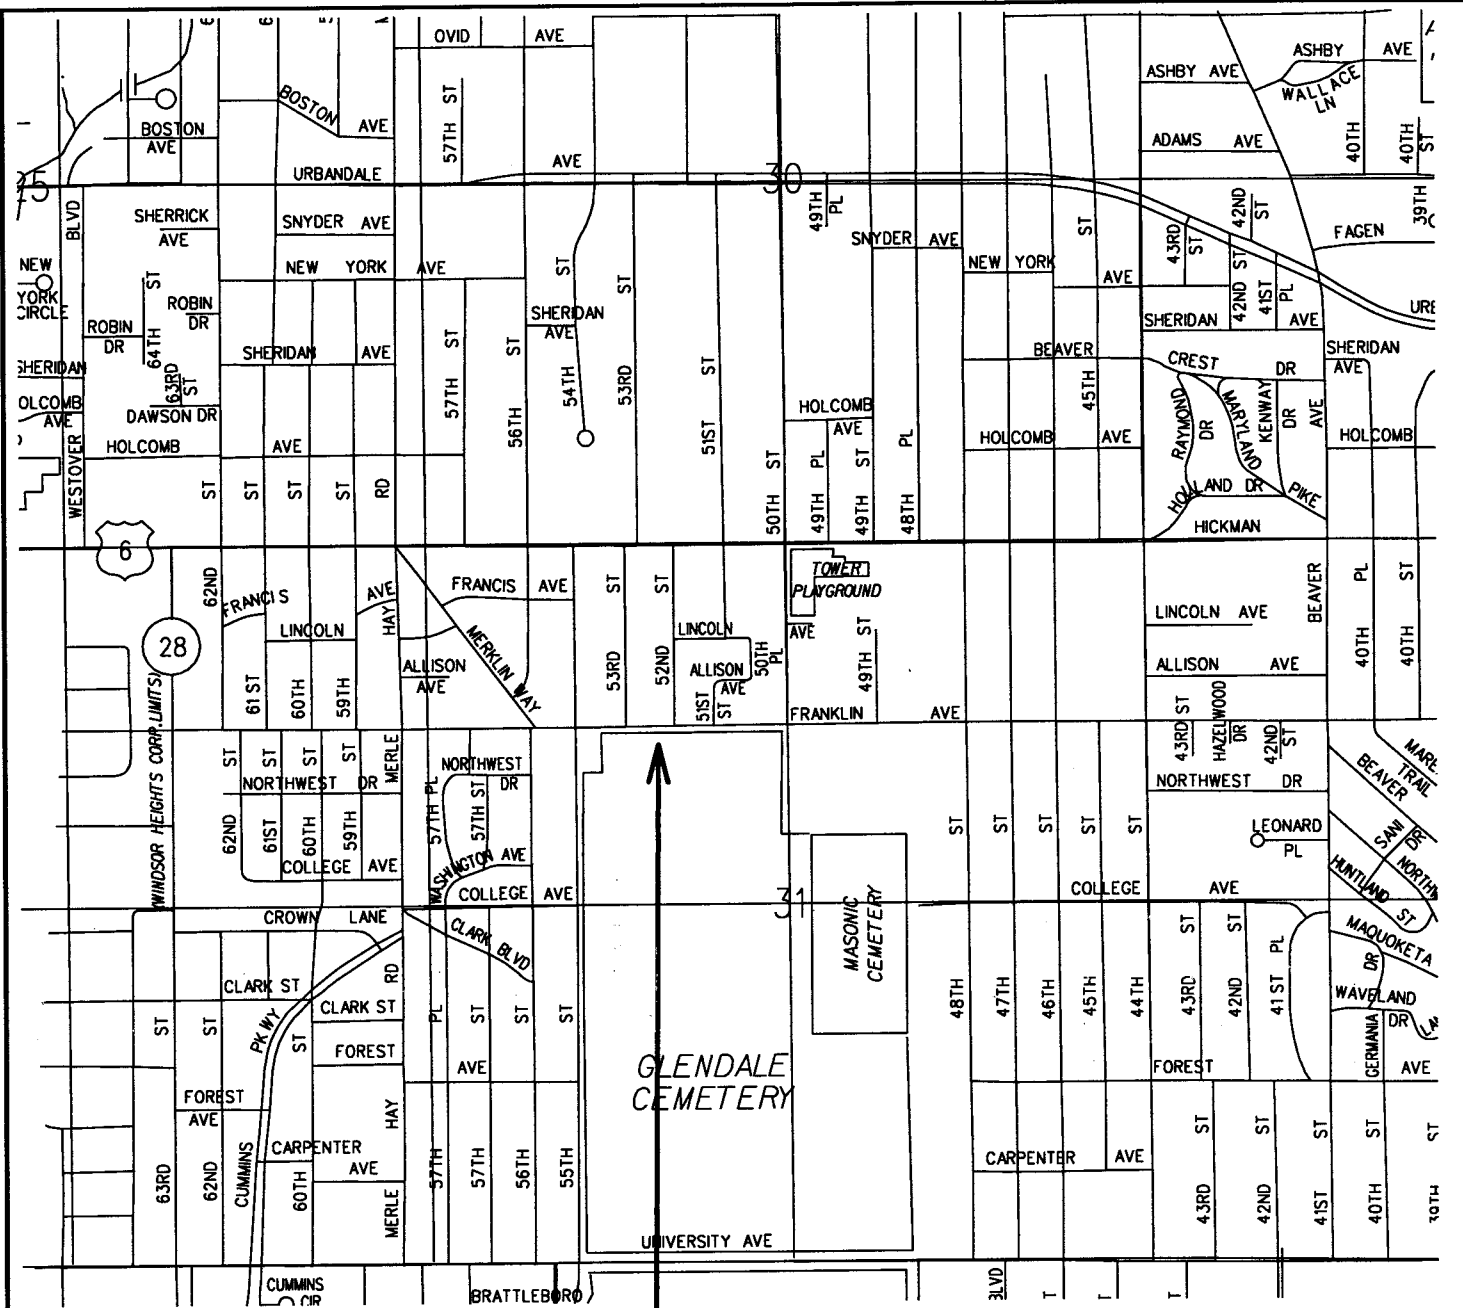 OVID AVE
ASHBY AVE
ASHBY AVE
WALLACE
LN
BOSTON AVE
57TH ST
BOSTON
AVE
ADAMS AVE
40TH
40TH ST
URBANDALE AVE
30
25
BLVD
SHERRICK
AVE
SNYDER AVE
49TH PL
SNYDER AVE
ST
43RD ST
42ND ST
39TH
FAGEN
NEW
YORK
CIRCLE
NEW YORK AVE
NEW YORK
AVE
64TH ST
ROBIN
DR
ROBIN
DR
54TH ST
53RD ST
SHERIDAN
AVE
42ND ST
41ST PL
SHERIDAN AVE
URB
SHERIDAN
SHERIDAN AVE
57TH ST
56TH ST
51ST ST
BEAVER
CREST DR
SHERIDAN
AVE
63RD ST
DAWSON DR
45TH
RAYMOND DR
MARYLAND
KENWAY DR
AVE
OLCOMB
AVE
HOLCOMB AVE
HOLCOMB
AVE
HOLCOMB AVE
HOLCOMB
WESTOVER
ST
ST
ST
ST
RD
50TH ST
49TH PL
49TH ST
48TH PL
HOLLAND DR
PIKE
HICKMAN
6
28
62ND
FRANCIS
AVE
HAY
FRANCIS AVE
53RD ST
52ND ST
TOWER
PLAYGROUND
BEAVER
40TH PL
40TH ST
LINCOLN
LINCOLN
AVE
LINCOLN AVE
MERKLIN WAY
ALLISON
AVE
ALLISON
AVE
50TH PL
49TH ST
ALLISON AVE
61ST
60TH
59TH
51ST ST
FRANKLIN AVE
(WINDSOR HEIGHTS CORP. LIMITS)
43RD ST
HAZELWOOD DR
42ND ST
ST
ST
ST
ST
MERLE
NORTHWEST DR
NORTHWEST
DR
NORTHWEST DR
BEAVER
TRAIL
62ND
61ST
60TH
59TH
57TH PL
57TH ST
ST
ST
ST
ST
ST
LEONARD
PL
SANI DR
COLLEGE AVE
WASHINGTON AVE
COLLEGE AVE
COLLEGE AVE
HUNTLAND ST
CROWN LANE
CLARK BLVD
31
MASONIC
CEMETERY
MAQUOKETA
DR
CLARK ST
RD
CLARK ST
48TH
47TH
46TH
45TH
44TH
43RD ST
42ND ST
41ST PL
WAVELAND
DR
ST
ST
PKWY
ST
PL
ST
ST
ST
FOREST
AVE
GLENDALE
CEMETERY
FOREST
GERMANIA
AVE
FOREST
AVE
HAY
CARPENTER
AVE
CARPENTER AVE
63RD
62ND
CUMMINS
60TH
MERLE
57TH
57TH
56TH
55TH
43RD ST
42ND ST
41ST ST
40TH ST
39TH ST
UNIVERSITY AVE
CUMMINS
CIR
BRATTLEBORO
BLVD